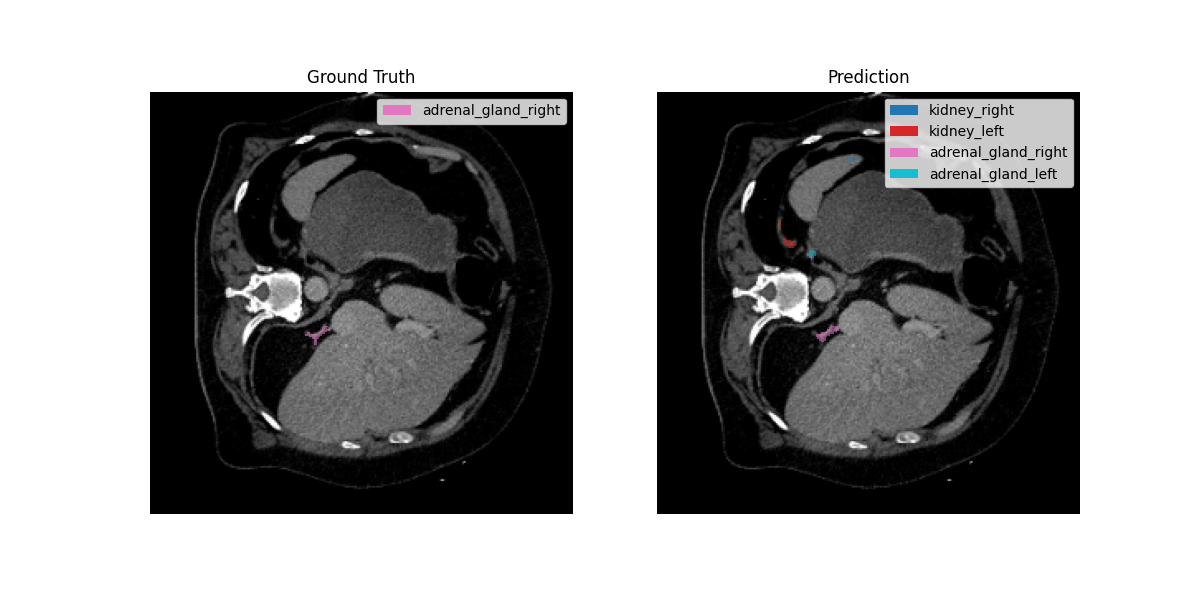 Ground Truth
adrenal_gland_right
Prediction
kidney_right
kidney_left
adrenal_gland_right
adrenal_gland_left